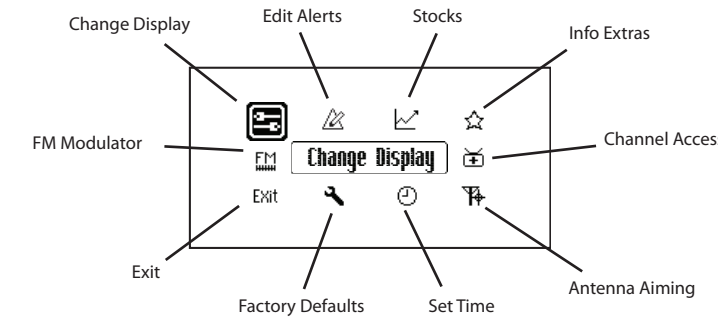 Change Display
Edit Alerts
Stocks
Info Extras
FM Modulator
FM
Change Display
Channel Acces
Exit
Exit
Factory Defaults
Set Time
Antenna Aiming